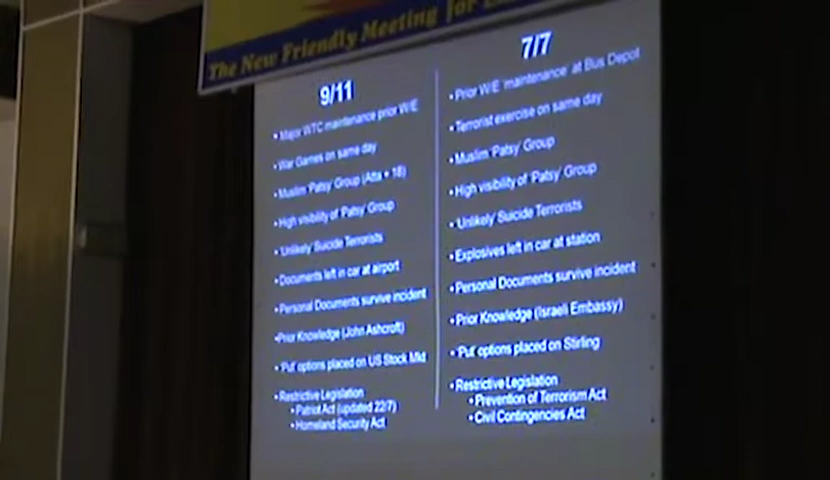 The New Friendly Meeting for
9/11
• Major WTC maintenance prior W/E
• War Games on same day
• Muslim 'Patsy' Group (Atta + 18)
• High visibility of 'Patsy' Group
• 'Unlikely' Suicide Terrorists
• Documents left in car at airport
• Personal Documents survive incident
• Prior Knowledge (John Ashcroft)
• 'Put' options placed on US Stock Mkt
• Restrictive Legislation
• Patriot Act (updated 22/7)
• Homeland Security Act
7/7
• Prior W/E 'maintenance' at Bus Depot
• Terrorist exercise on same day
• Muslim 'Patsy' Group
• High visibility of 'Patsy' Group
• 'Unlikely' Suicide Terrorists
• Explosives left in car at station
• Personal Documents survive incident
• Prior Knowledge (Israeli Embassy)
• 'Put' options placed on Stirling
• Restrictive Legislation
• Prevention of Terrorism Act
• Civil Contingencies Act